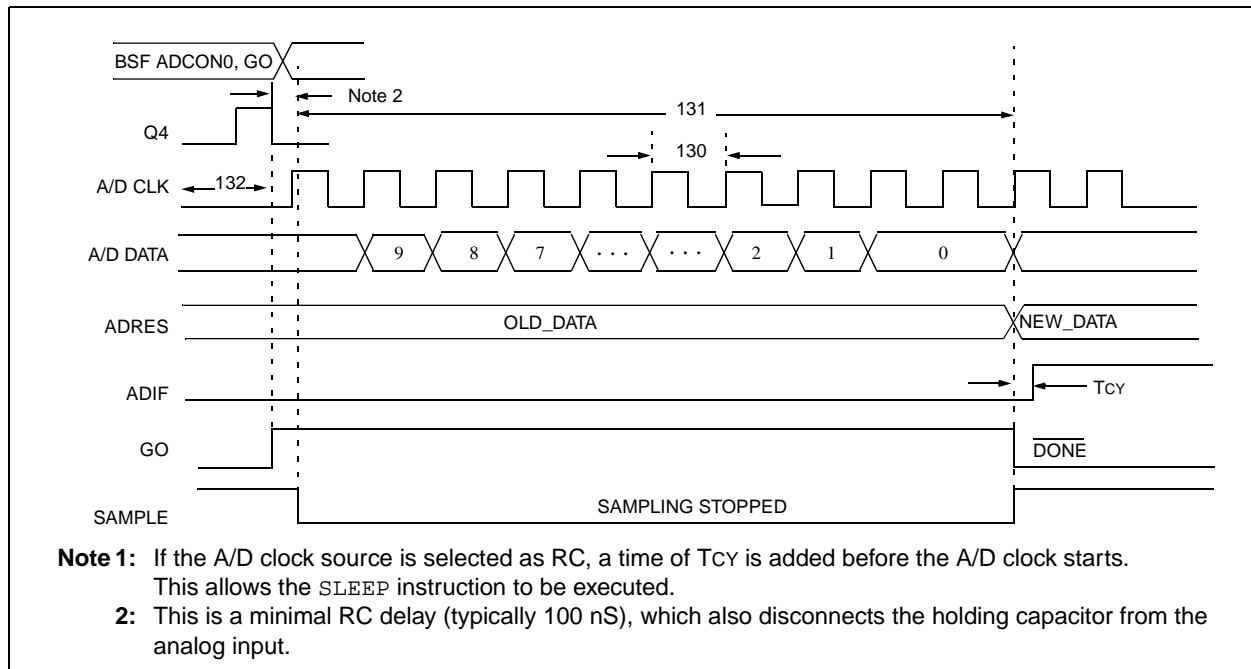 BSF ADCON0, GO
Note 2
131
Q4
130
A/D CLK
132
A/D DATA 9 8 7 · · · · · · 2 1 0
ADRES OLD_DATA NEW_DATA
ADIF TCY
GO DONE
SAMPLE SAMPLING STOPPED
Note 1: If the A/D clock source is selected as RC, a time of TCY is added before the A/D clock starts.
This allows the SLEEP instruction to be executed.
2: This is a minimal RC delay (typically 100 nS), which also disconnects the holding capacitor from the
analog input.